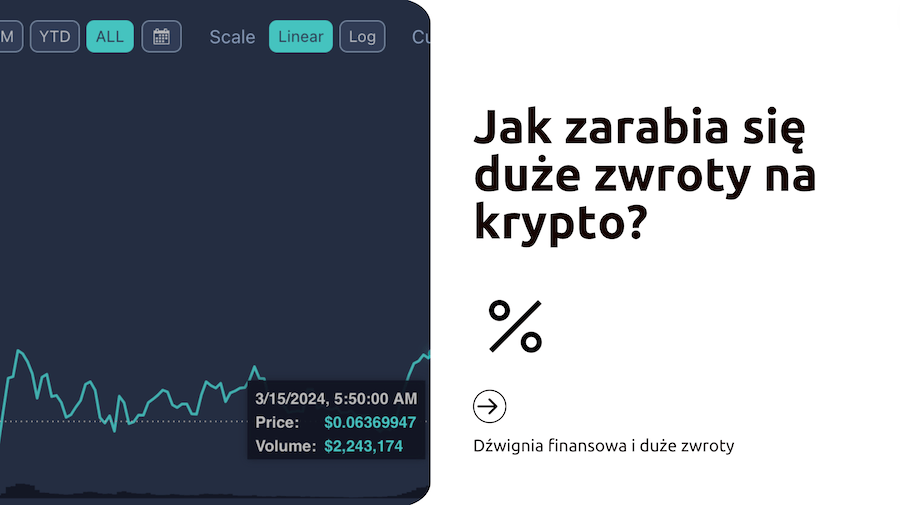 M YTD ALL Scale Linear Log Cu
3/15/2024, 5:50:00 AM
Price: $0.06369947
Volume: $2,243,174
Jak zarabia się
duże zwroty na
krypto?
%
Dźwignia finansowa i duże zwroty